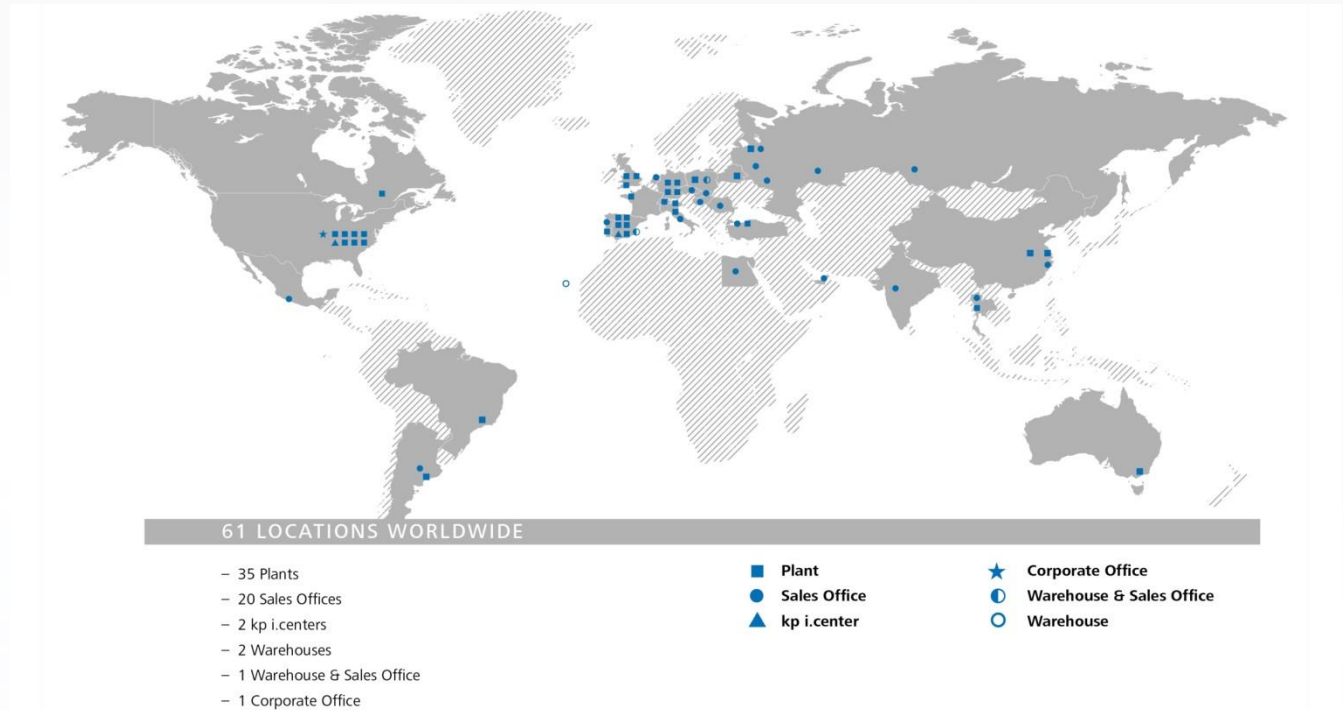 61 LOCATIONS WORLDWIDE
– 35 Plants
– 20 Sales Offices
– 2 kp i.centers
– 2 Warehouses
– 1 Warehouse & Sales Office
– 1 Corporate Office
Plant
Sales Office
kp i.center
Corporate Office
Warehouse & Sales Office
Warehouse